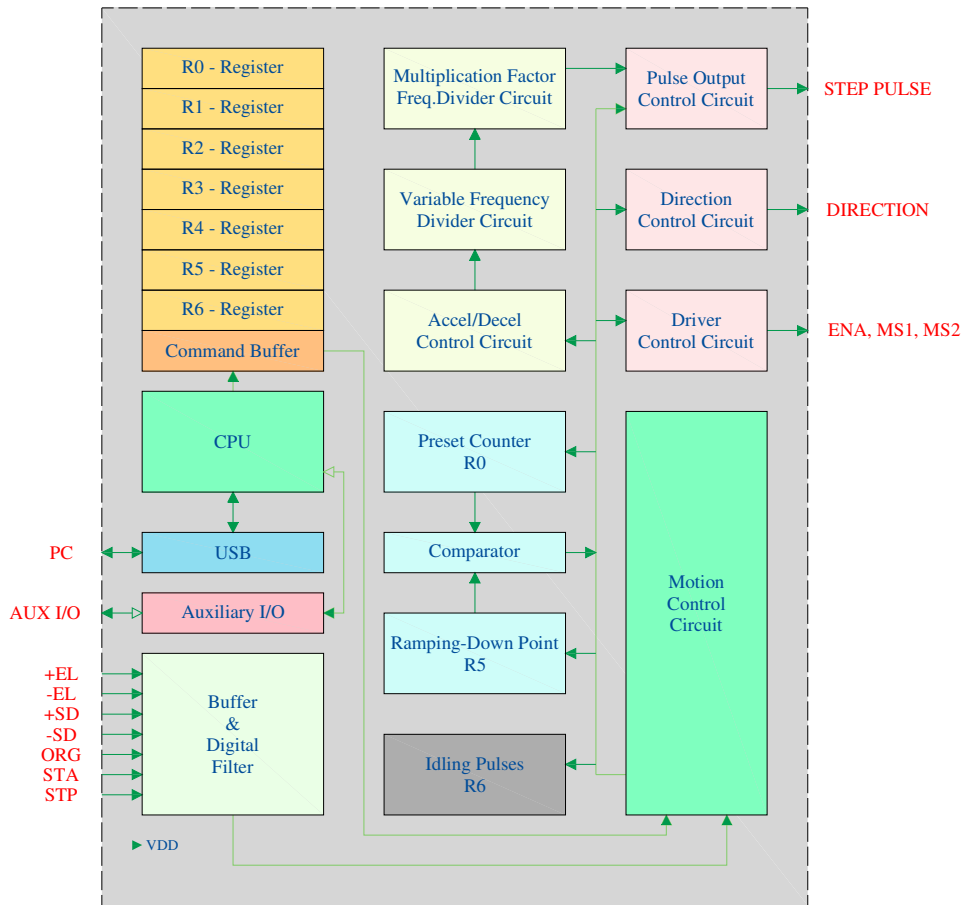 R0 - Register
R1 - Register
R2 - Register
R3 - Register
R4 - Register
R5 - Register
R6 - Register
Command Buffer
CPU
USB
Auxiliary I/O
Buffer
&
Digital
Filter
VDD
PC
AUX I/O
+EL
-EL
+SD
-SD
ORG
STA
STP
Multiplication Factor
Freq.Divider Circuit
Variable Frequency
Divider Circuit
Accel/Decel
Control Circuit
Preset Counter
R0
Comparator
Ramping-Down Point
R5
Idling Pulses
R6
Pulse Output
Control Circuit
Direction
Control Circuit
Driver
Control Circuit
Motion
Control
Circuit
STEP PULSE
DIRECTION
ENA, MS1, MS2